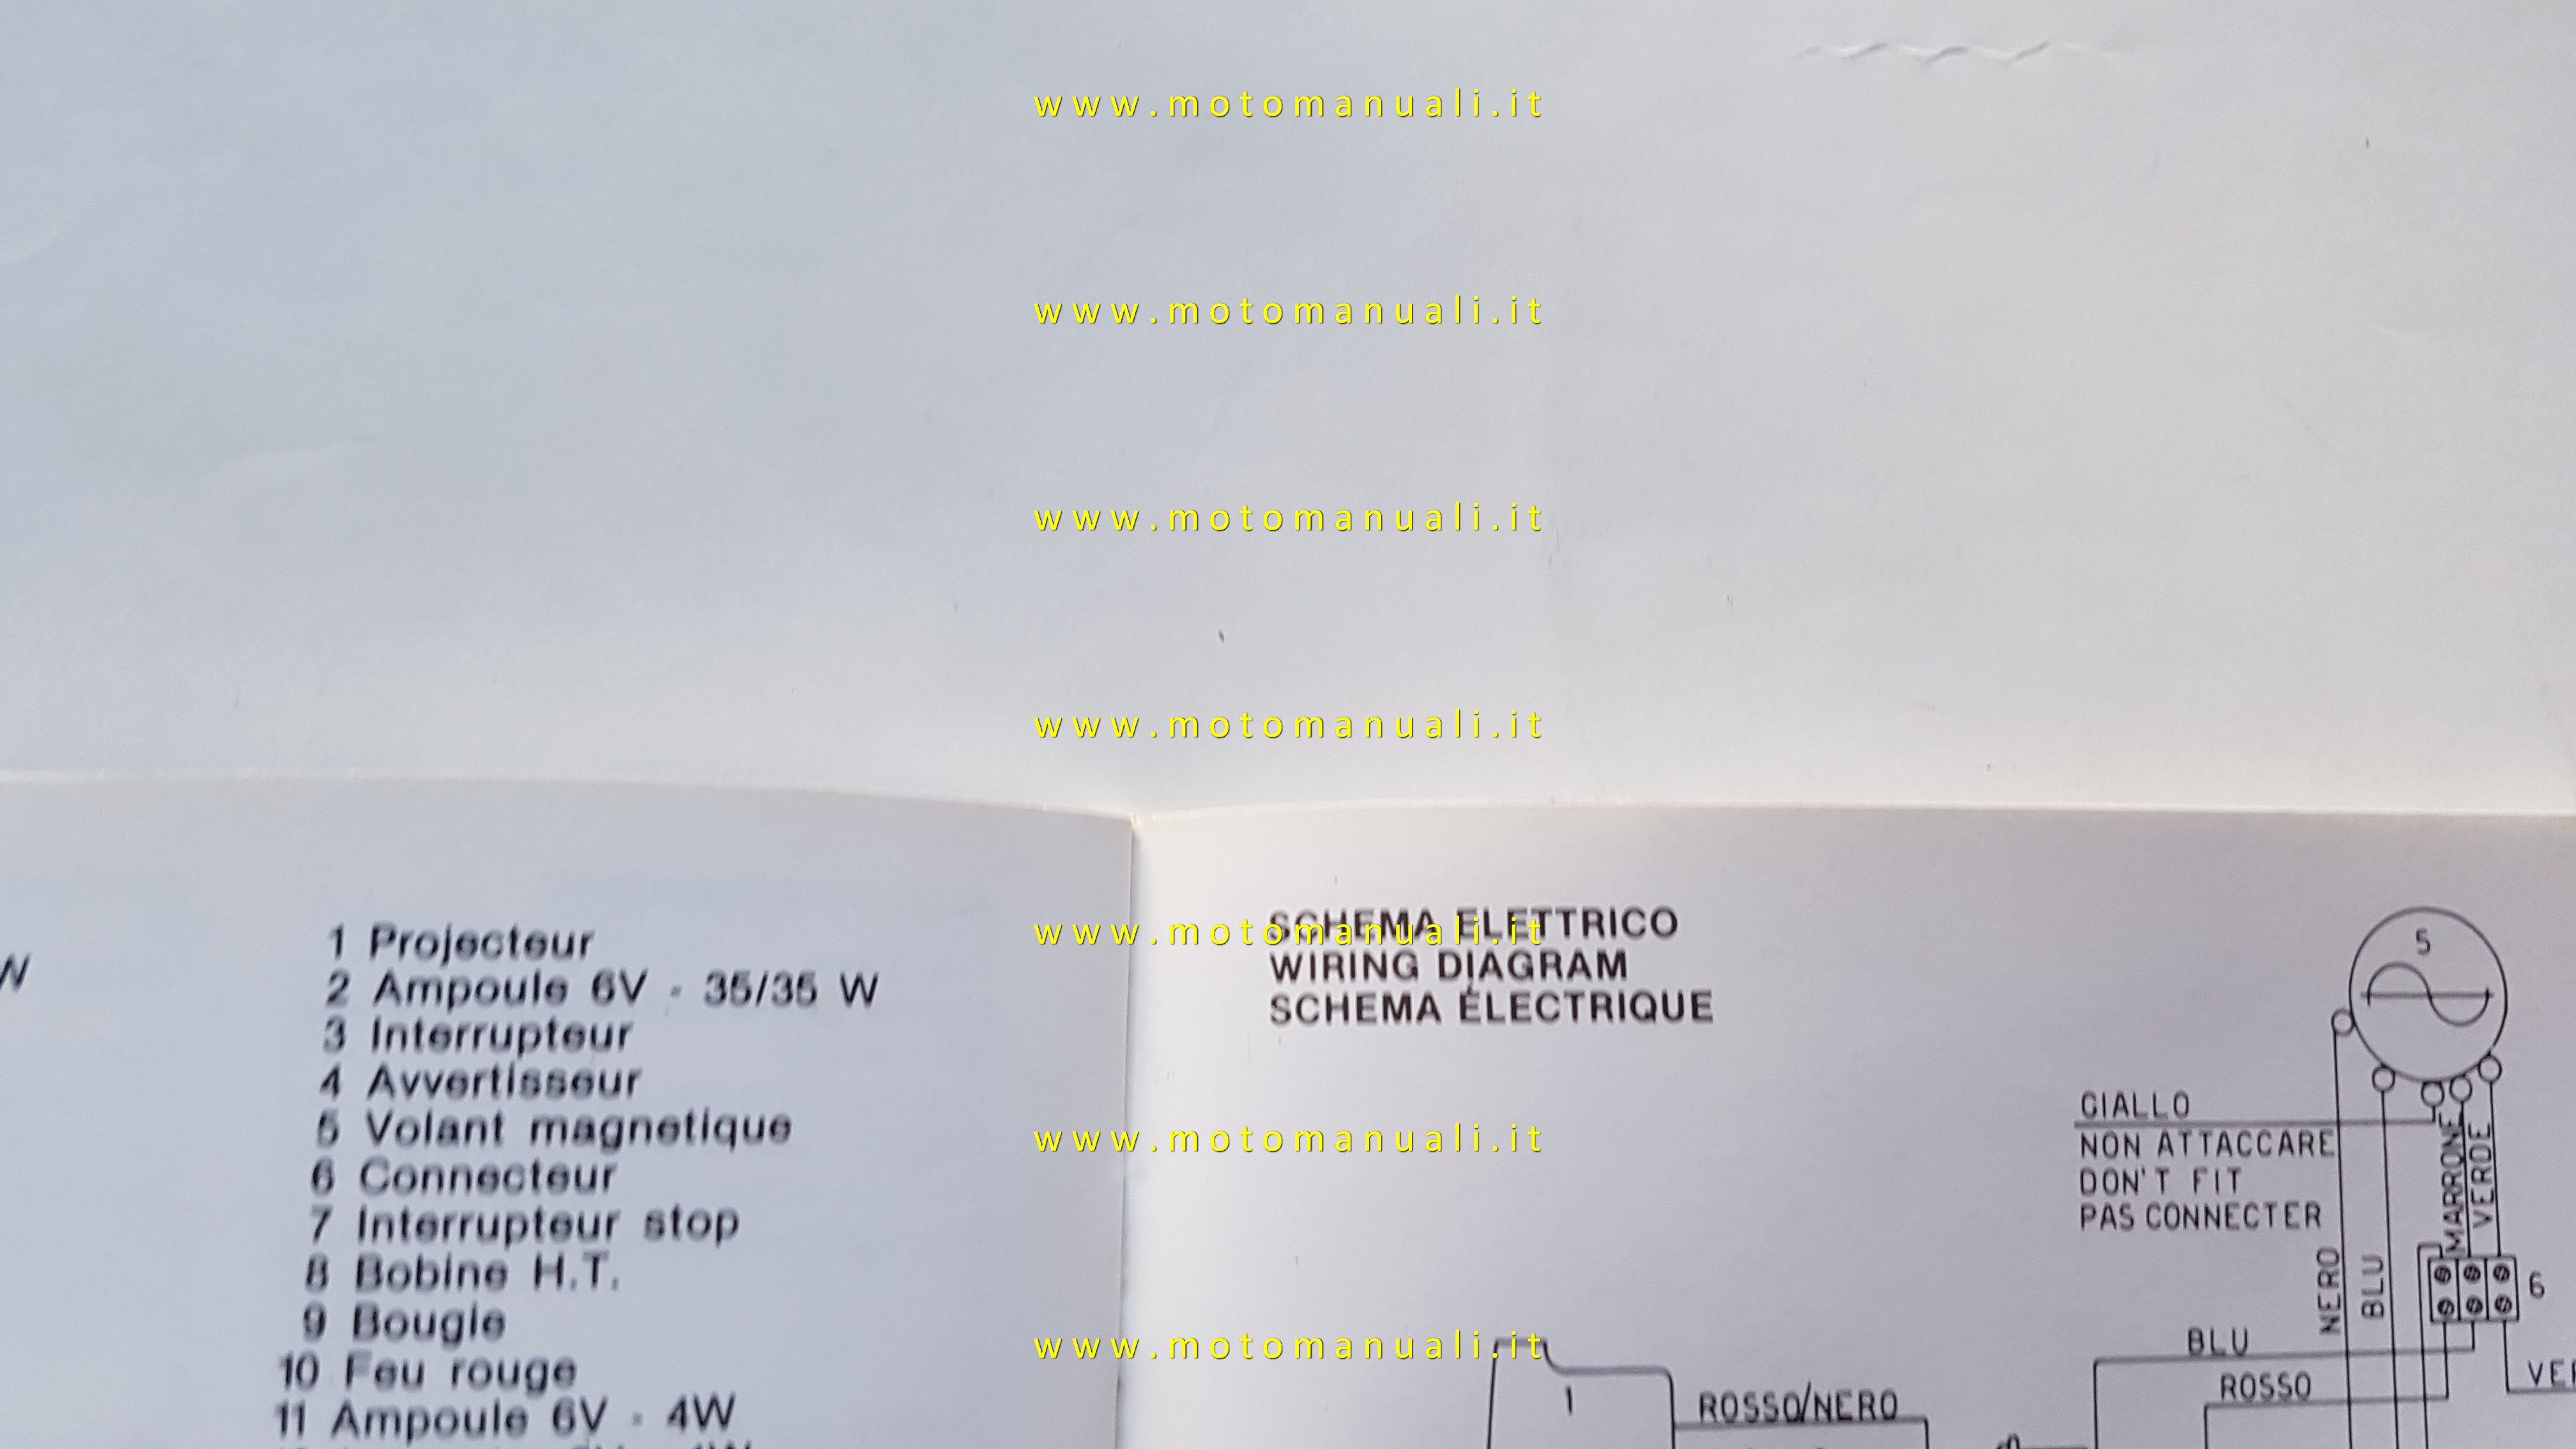 www.motomanuali.it
www.motomanuali.it
www.motomanuali.it
www.motomanuali.it
www.motomanuali.it
www.motomanuali.it
www.motomanuali.it
W
1 Projecteur
2 Ampoule 6V - 35/35 W
3 Interrupteur
4 Avvertisseur
5 Volant magnetique
6 Connecteur
7 Interrupteur stop
8 Bobine H.T.
9 Bougie
10 Feu rouge
11 Ampoule 6V - 4W
SCHEMA ELETTRICO
WIRING DIAGRAM
SCHEMA ÉLECTRIQUE
5
GIALLO
NON ATTACCARE
DON'T FIT
PAS CONNECTER
MARRONE
VERDE
NERO
BLU
6
BLU
ROSSO
VER
1
ROSSO/NERO